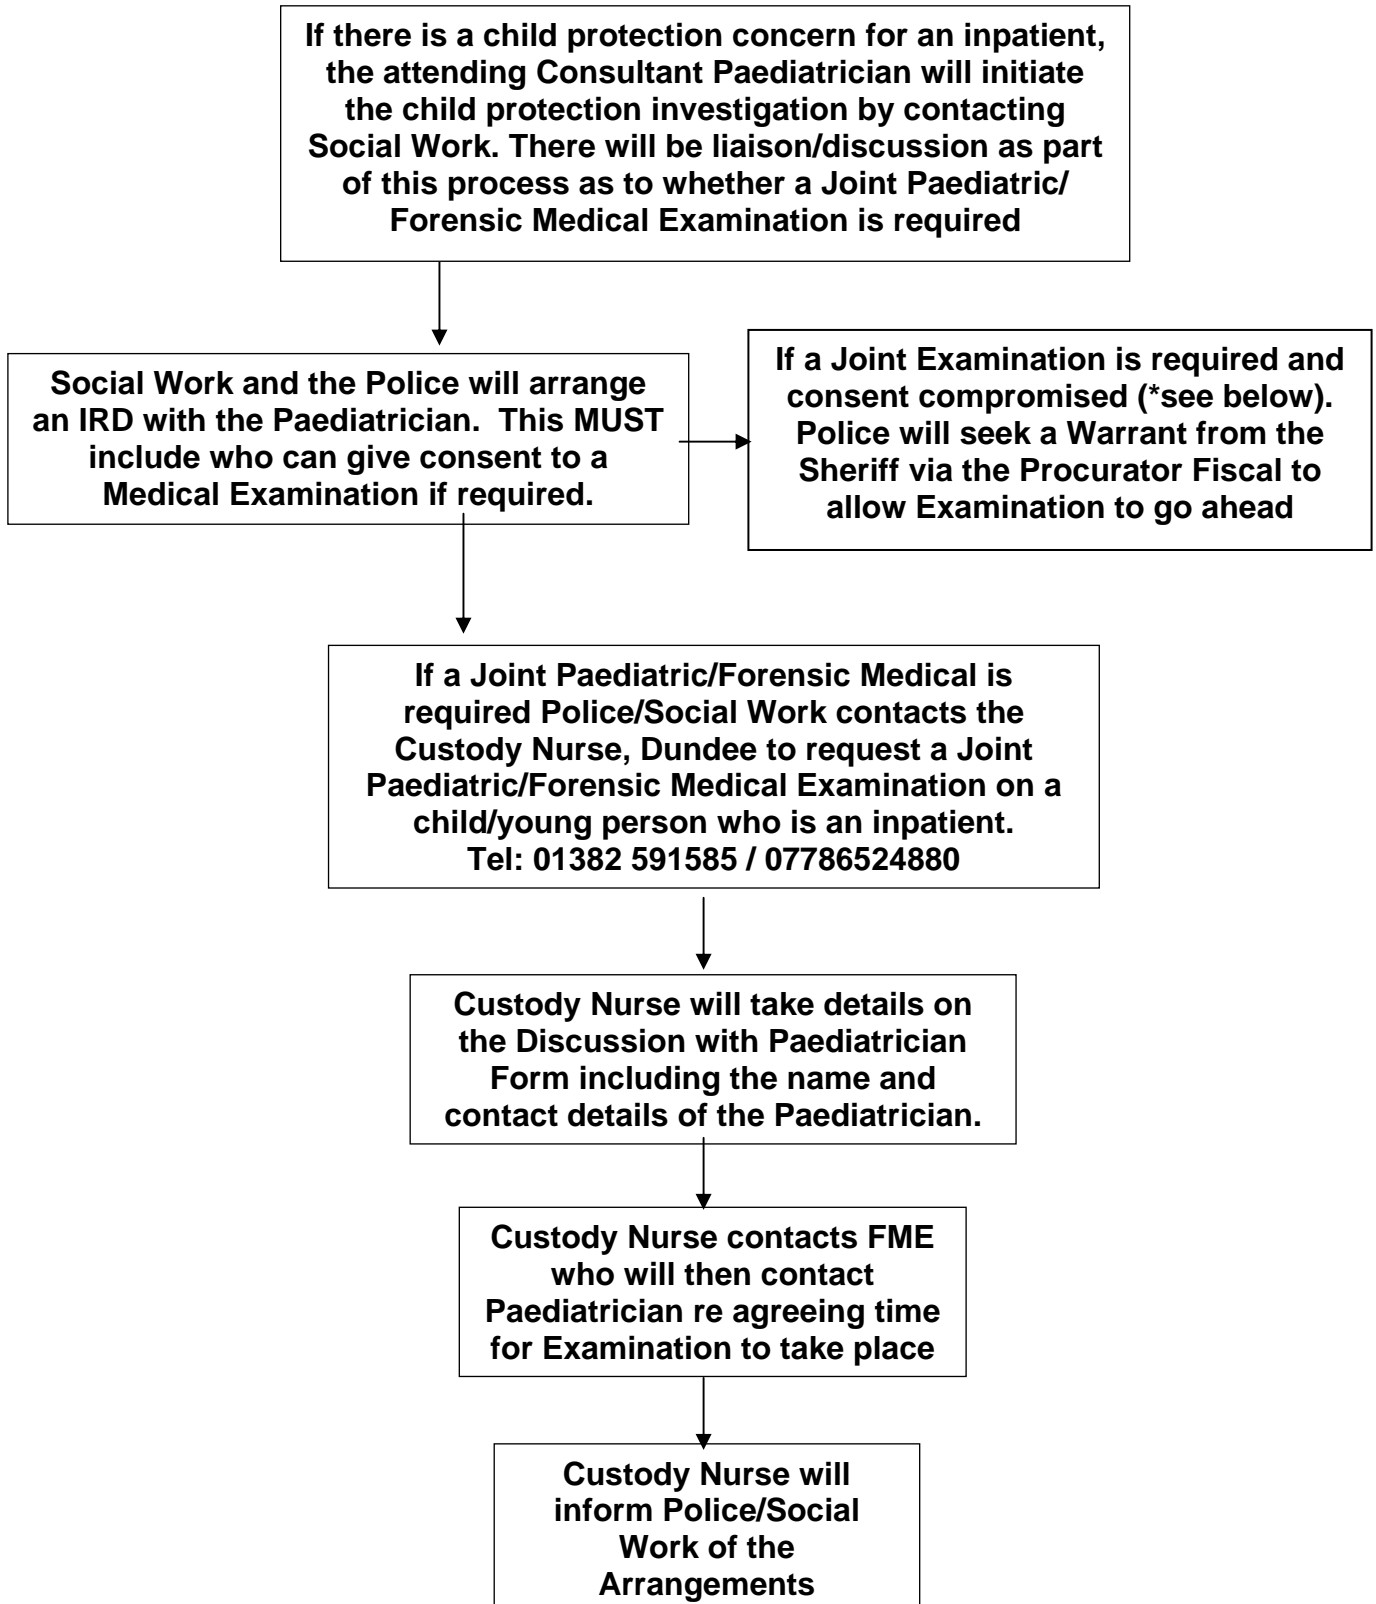 If there is a child protection concern for an inpatient,
the attending Consultant Paediatrician will initiate
the child protection investigation by contacting
Social Work. There will be liaison/discussion as part
of this process as to whether a Joint Paediatric/
Forensic Medical Examination is required
Social Work and the Police will arrange
an IRD with the Paediatrician. This MUST
include who can give consent to a
Medical Examination if required.
If a Joint Examination is required and
consent compromised (*see below).
Police will seek a Warrant from the
Sheriff via the Procurator Fiscal to
allow Examination to go ahead
If a Joint Paediatric/Forensic Medical is
required Police/Social Work contacts the
Custody Nurse, Dundee to request a Joint
Paediatric/Forensic Medical Examination on a
child/young person who is an inpatient.
Tel: 01382 591585 / 07786524880
Custody Nurse will take details on
the Discussion with Paediatrician
Form including the name and
contact details of the Paediatrician.
Custody Nurse contacts FME
who will then contact
Paediatrician re agreeing time
for Examination to take place
Custody Nurse will
inform Police/Social
Work of the
Arrangements